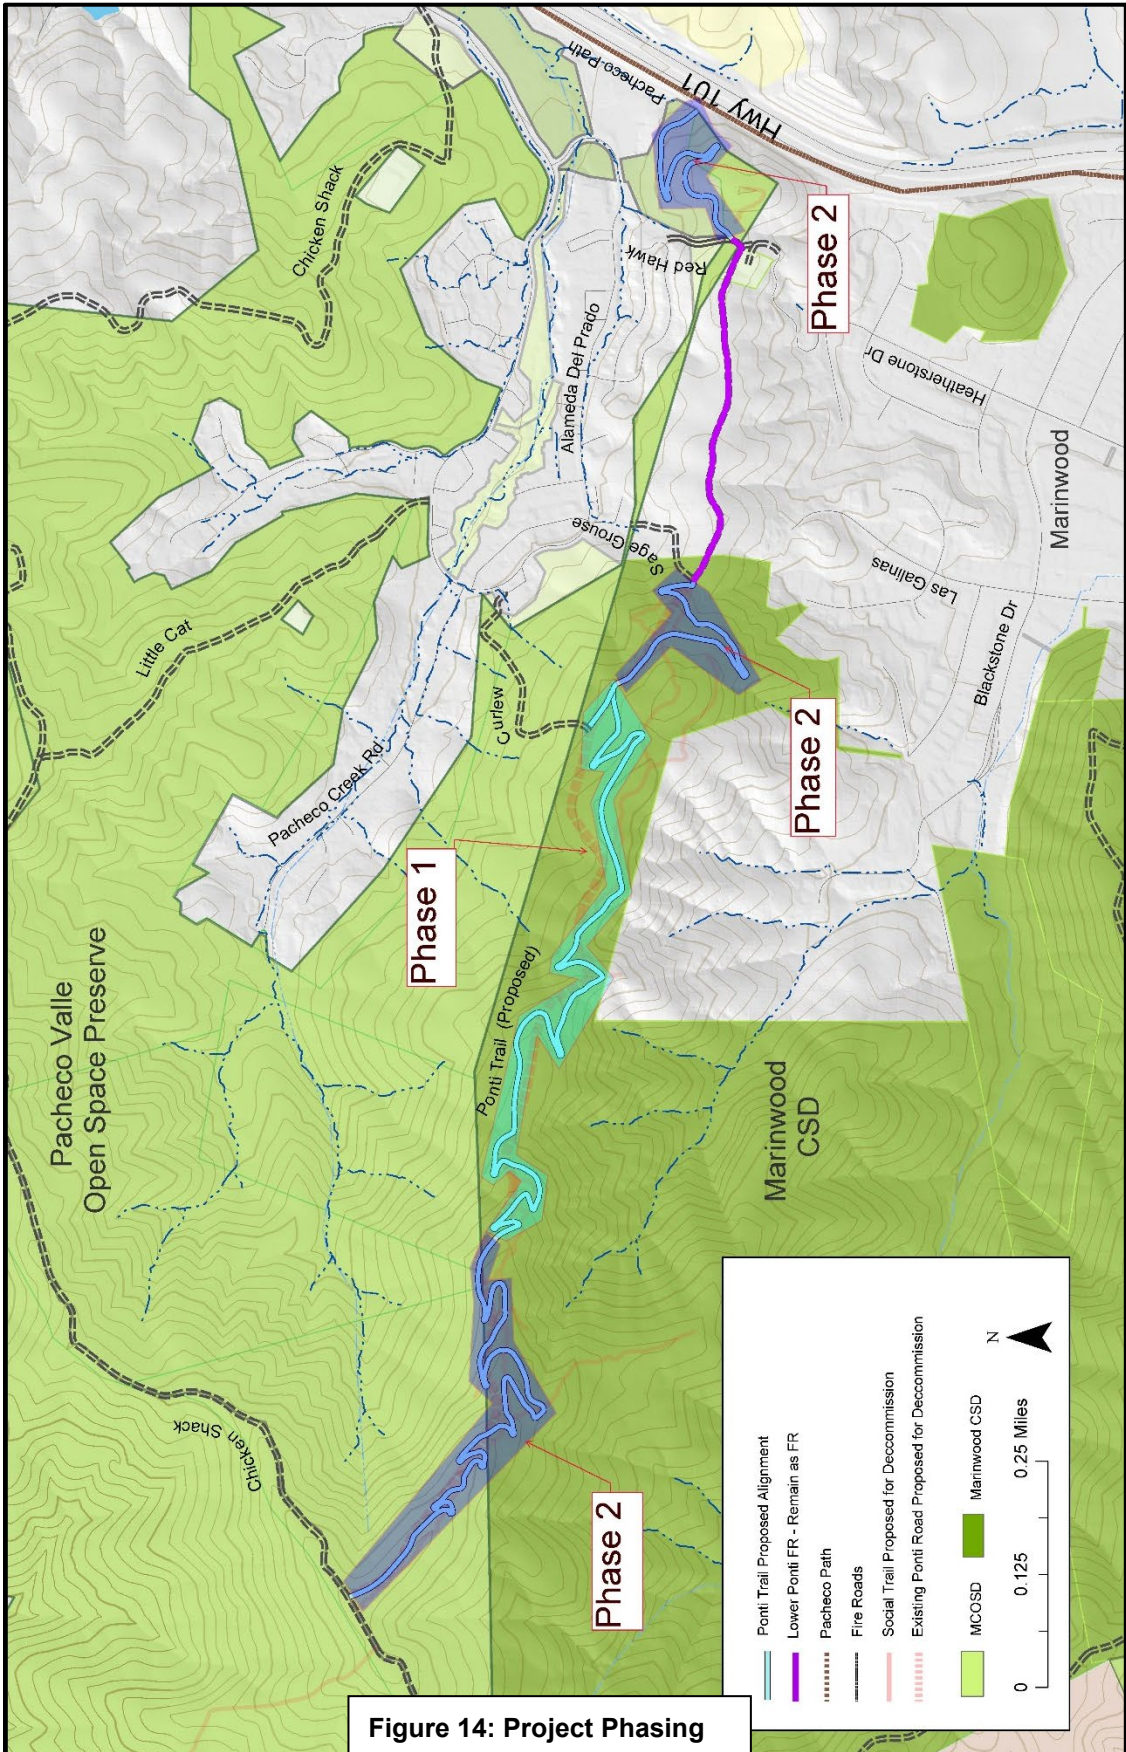 Pacheco Valle
Open Space Preserve
Chicken Shack
Chicken Shack
Little Cat
Pacheco Creek Rd
Curlew
Sage Grouse
Alameda Del Prado
Red Hawk
Pacheco Path
Hwy 101
Phase 1
Phase 2
Phase 2
Phase 2
Ponti Trail (Proposed)
Marinwood
CSD
Marinwood
Heatherstone Dr
Las Galinas
Blackstone Dr
Ponti Trail Proposed Alignment
Lower Ponti FR - Remain as FR
Pacheco Path
Fire Roads
Social Trail Proposed for Deccommission
Existing Ponti Road Proposed for Deccommission
MCOSD
Marinwood CSD
N
0 0.125 0.25 Miles
Figure 14: Project Phasing